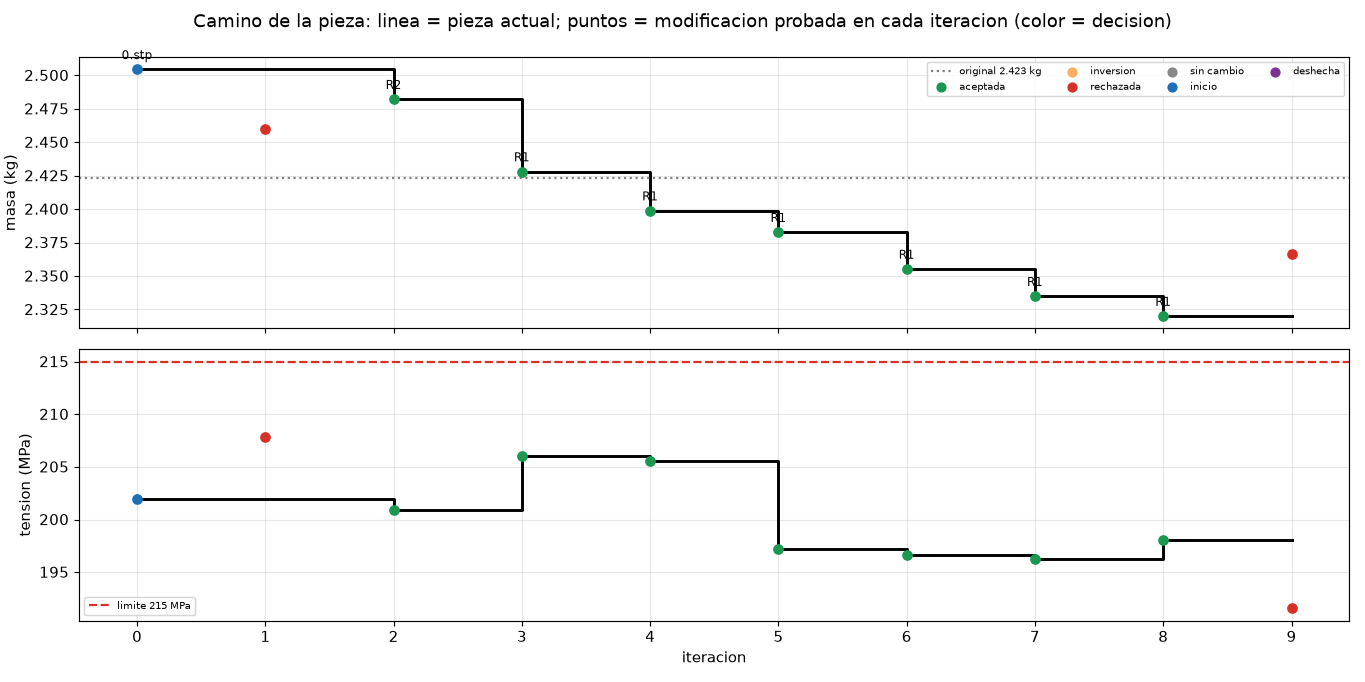 Camino de la pieza: linea = pieza actual; puntos = modificacion probada en cada iteracion (color = decision)
0.stp
R2
R1
R1
R1
R1
R1
R1
original 2.423 kg
aceptada
inversion
rechazada
sin cambio
inicio
deshecha
masa (kg)
2.500
2.475
2.450
2.425
2.400
2.375
2.350
2.325
tension (MPa)
215
210
205
200
195
limite 215 MPa
0 1 2 3 4 5 6 7 8 9
iteracion